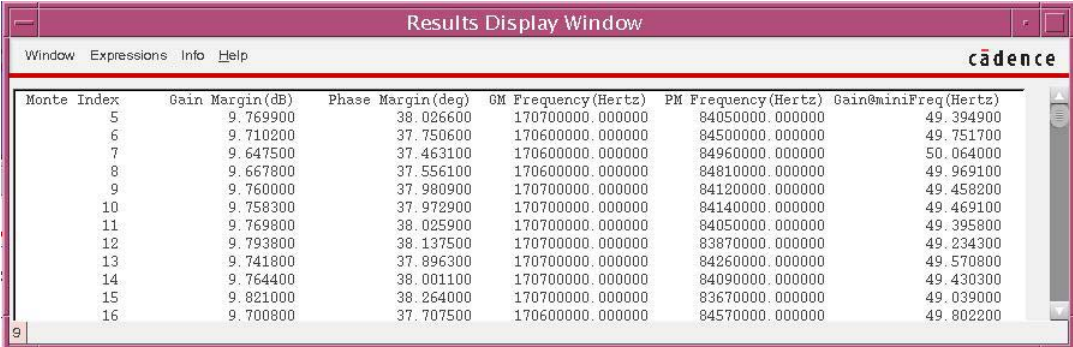 Results Display Window
Window Expressions Info Help cādence
Monte Index Gain Margin(dB) Phase Margin(deg) GM Frequency(Hertz) PM Frequency(Hertz) Gain@miniFreq(Hertz)
5 9.769900 38.026600 170700000.000000 84050000.000000 49.394900
6 9.710200 37.750600 170600000.000000 84500000.000000 49.751700
7 9.647500 37.463100 170600000.000000 84960000.000000 50.064000
8 9.667800 37.556100 170600000.000000 84810000.000000 49.969100
9 9.760000 37.980900 170700000.000000 84120000.000000 49.458200
10 9.758300 37.972900 170700000.000000 84140000.000000 49.469100
11 9.769800 38.025900 170700000.000000 84050000.000000 49.395800
12 9.793800 38.137500 170700000.000000 83870000.000000 49.234300
13 9.741800 37.896300 170700000.000000 84260000.000000 49.570800
14 9.764400 38.001100 170700000.000000 84090000.000000 49.430300
15 9.821000 38.264000 170700000.000000 83670000.000000 49.039000
16 9.700800 37.707500 170600000.000000 84570000.000000 49.802200
9